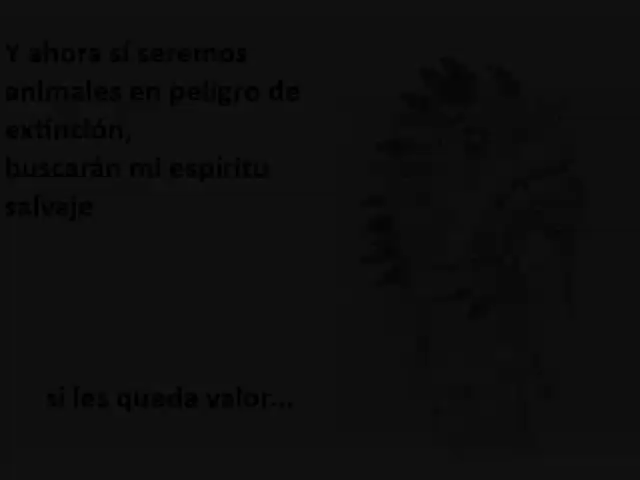 Y ahora sí seremos
animales en peligro de
extinción,
buscarán mi espíritu
salvaje
si les queda valor...